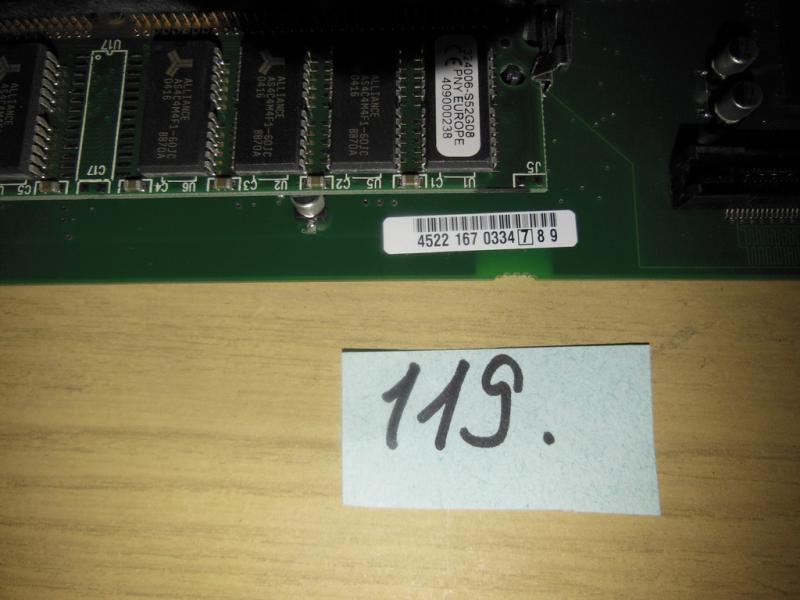 U17
C17
ALLIANCE
AS4C4M4F1-60JC
0416
B870A
ALLIANCE
AS4C4M4F1-60JC
0416
B870A
ALLIANCE
AS4C4M4F1-60JC
0416
B870A
PNY EUROPE
409000238
C5
C4
U6
C3
U2
C2
U5
C1
U1
J5
4522 167 0334 7 8 9
119.